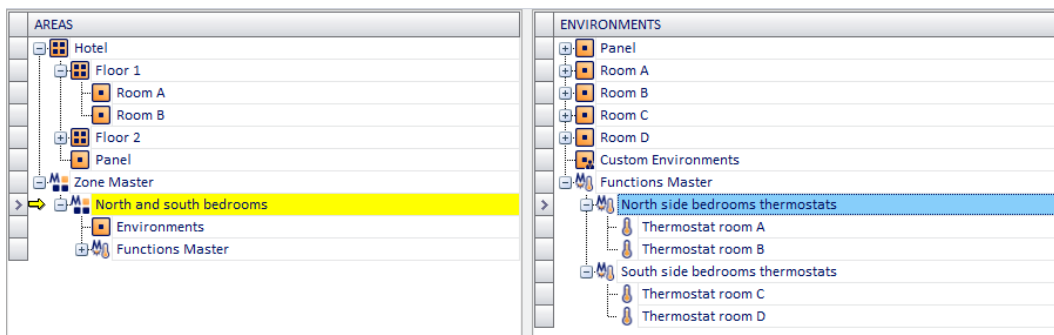 AREAS
Hotel
Floor 1
Room A
Room B
Floor 2
Panel
Zone Master
North and south bedrooms
Environments
Functions Master
ENVIRONMENTS
Panel
Room A
Room B
Room C
Room D
Custom Environments
Functions Master
North side bedrooms thermostats
Thermostat room A
Thermostat room B
South side bedrooms thermostats
Thermostat room C
Thermostat room D